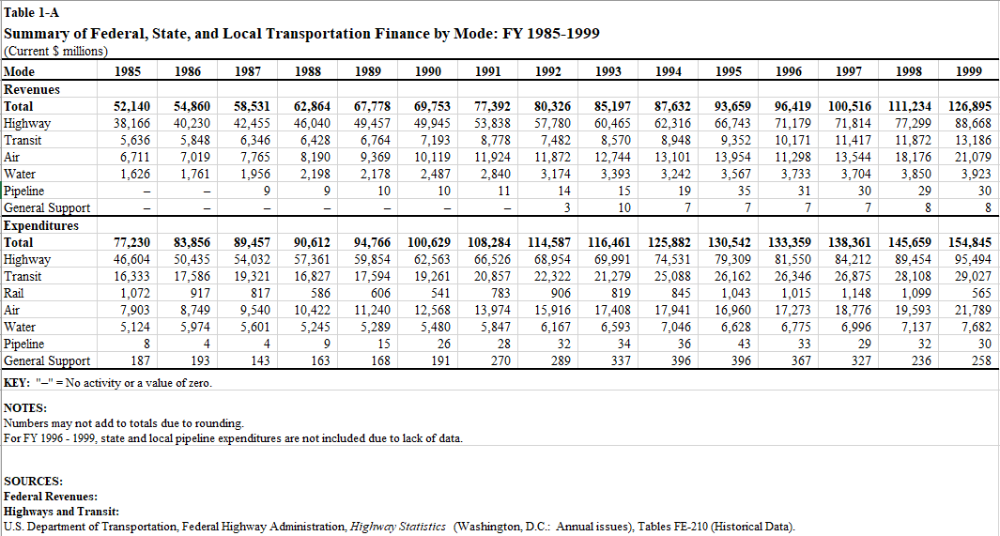 Table 1-A
Summary of Federal, State, and Local Transportation Finance by Mode: FY 1985-1999
(Current $ millions)
Mode 1985 1986 1987 1988 1989 1990 1991 1992 1993 1994 1995 1996 1997 1998 1999
Revenues
Total 52,140 54,860 58,531 62,864 67,778 69,753 77,392 80,326 85,197 87,632 93,659 96,419 100,516 111,234 126,895
Highway 38,166 40,230 42,455 46,040 49,457 49,945 53,838 57,780 60,465 62,316 66,743 71,179 71,814 77,299 88,668
Transit 5,636 5,848 6,346 6,428 6,764 7,193 8,778 7,482 8,570 8,948 9,352 10,171 11,417 11,872 13,186
Air 6,711 7,019 7,765 8,190 9,369 10,119 11,924 11,872 12,744 13,101 13,954 11,298 13,544 18,176 21,079
Water 1,626 1,761 1,956 2,198 2,178 2,487 2,840 3,174 3,393 3,242 3,567 3,733 3,704 3,850 3,923
Pipeline – – 9 9 10 10 11 14 15 19 35 31 30 29 30
General Support – – – – – – – 3 10 7 7 7 7 8 8
Expenditures
Total 77,230 83,856 89,457 90,612 94,766 100,629 108,284 114,587 116,461 125,882 130,542 133,359 138,361 145,659 154,845
Highway 46,604 50,435 54,032 57,361 59,854 62,563 66,526 68,954 69,991 74,531 79,309 81,550 84,212 89,454 95,494
Transit 16,333 17,586 19,321 16,827 17,594 19,261 20,857 22,322 21,279 25,088 26,162 26,346 26,875 28,108 29,027
Rail 1,072 917 817 586 606 541 783 906 819 845 1,043 1,015 1,148 1,099 565
Air 7,903 8,749 9,540 10,422 11,240 12,568 13,974 15,916 17,408 17,941 16,960 17,273 18,776 19,593 21,789
Water 5,124 5,974 5,601 5,245 5,289 5,480 5,847 6,167 6,593 7,046 6,628 6,775 6,996 7,137 7,682
Pipeline 8 4 4 9 15 26 28 32 34 36 43 33 29 32 30
General Support 187 193 143 163 168 191 270 289 337 396 396 367 327 236 258
KEY: "–" = No activity or a value of zero.
NOTES:
Numbers may not add to totals due to rounding.
For FY 1996 - 1999, state and local pipeline expenditures are not included due to lack of data.
SOURCES:
Federal Revenues:
Highways and Transit:
U.S. Department of Transportation, Federal Highway Administration, Highway Statistics (Washington, D.C.: Annual issues), Tables FE-210 (Historical Data).